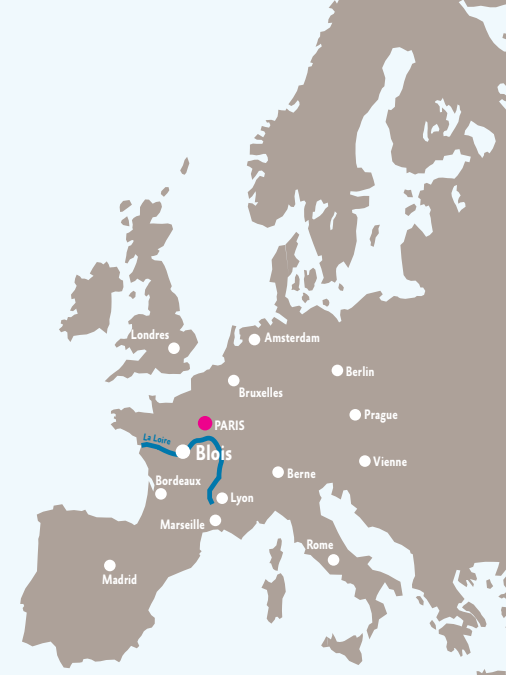 Londres
Amsterdam
Berlin
Bruxelles
Prague
PARIS
La Loire
Blois
Vienne
Berne
Bordeaux
Lyon
Marseille
Rome
Madrid